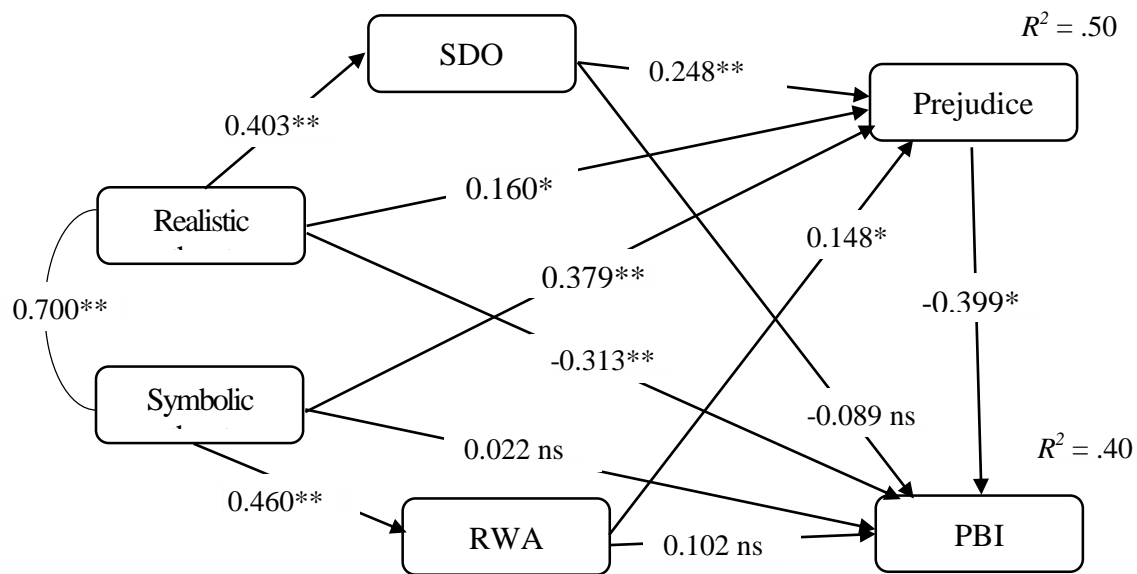 R² = .50
SDO
0.248**
Prejudice
0.403**
0.160*
Realistic
0.148*
0.379**
0.700**
-0.399*
-0.313**
Symbolic
-0.089 ns
0.022 ns
R² = .40
0.460**
RWA
0.102 ns
PBI